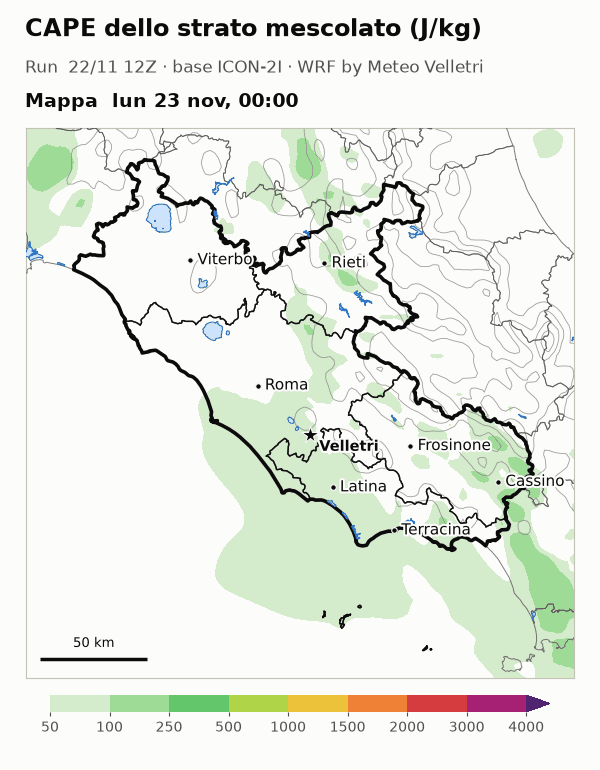 CAPE dello strato mescolato (J/kg)
Run 22/11 12Z · base ICON-2I · WRF by Meteo Velletri
Mappa lun 23 nov, 00:00
Viterbo
Rieti
Roma
Velletri
Frosinone
Cassino
Latina
Terracina
50 km
50 100 250 500 1000 1500 2000 3000 4000